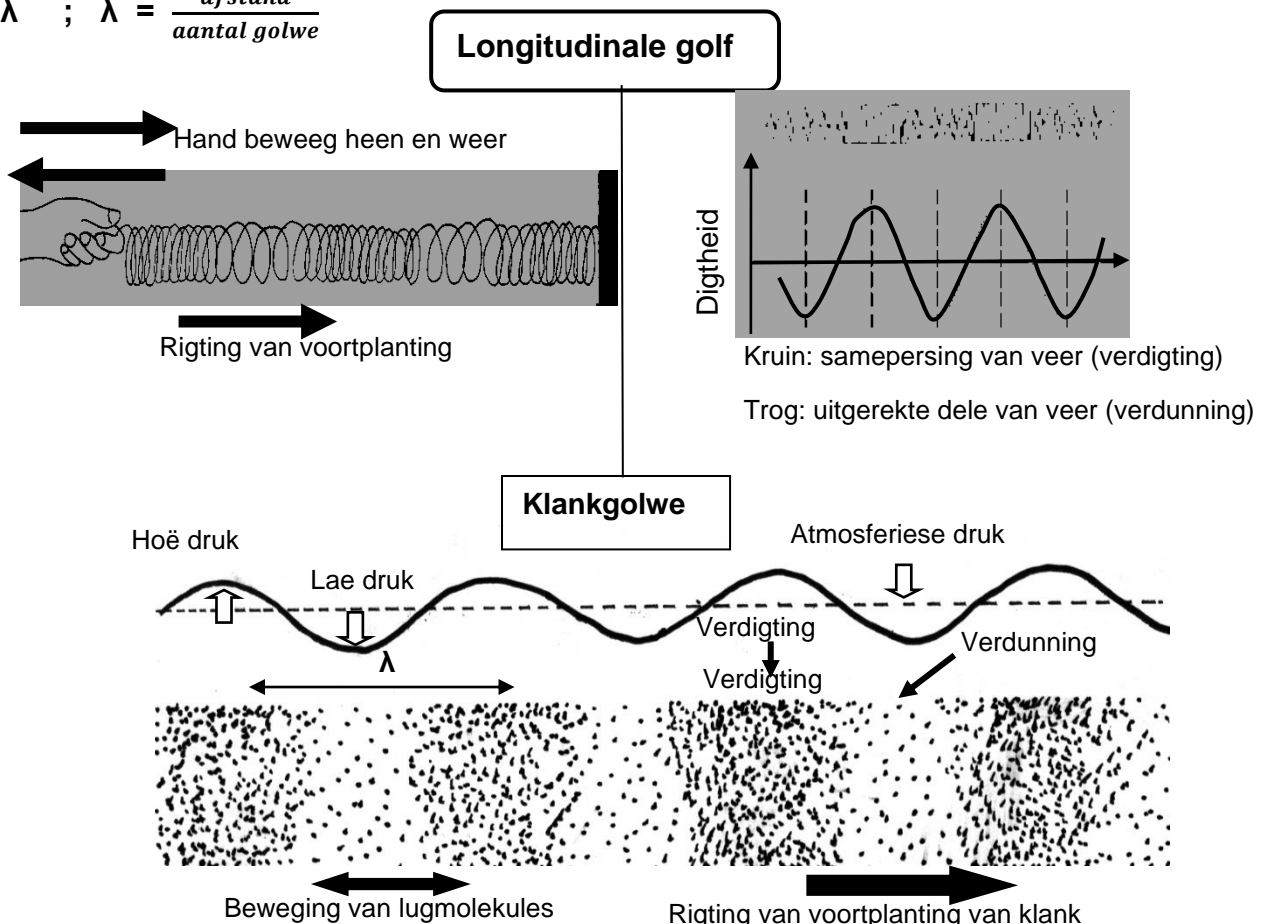 λ ; λ = afstand / aantal golwe
Longitudinale golf
Hand beweeg heen en weer
Rigting van voortplanting
Digtheid
Kruin: samepersing van veer (verdigting)
Trog: uitgerekte dele van veer (verdunning)
Klankgolwe
Hoë druk
Lae druk
Atmosferiese druk
λ
Verdigting
Verdunning
Verdigting
Beweging van lugmolekules
Rigting van voortplanting van klank